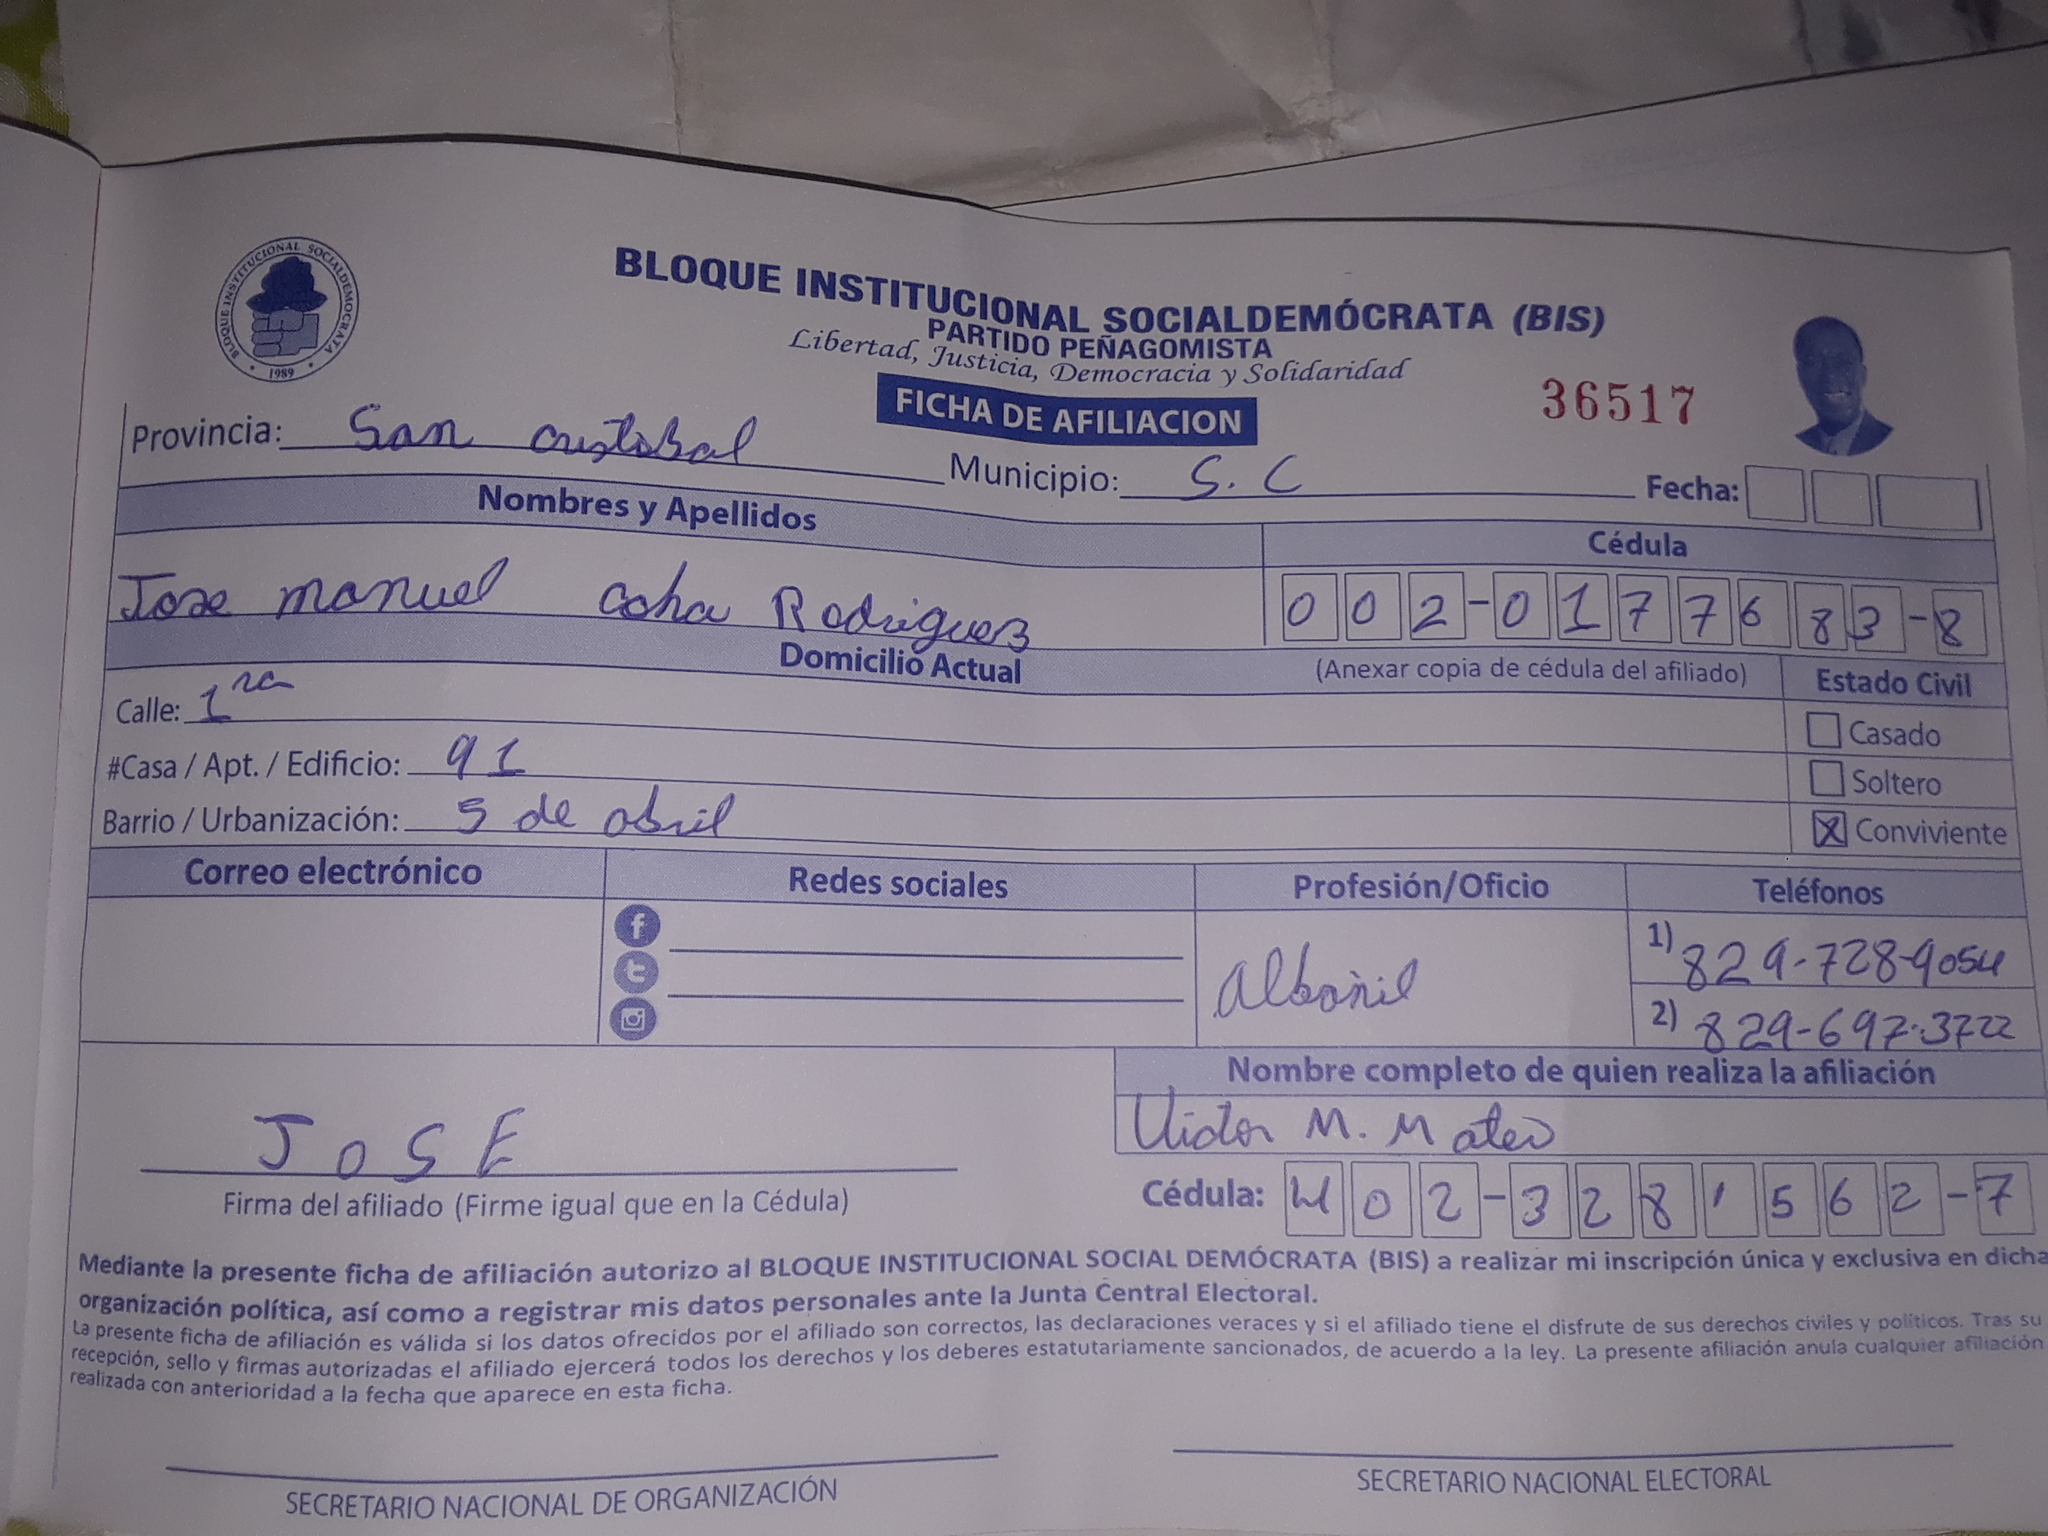 BLOQUE INSTITUCIONAL SOCIALDEMOCRATA
1989
BLOQUE INSTITUCIONAL SOCIALDEMÓCRATA (BIS)
PARTIDO PEÑAGOMISTA
Libertad, Justicia, Democracia y Solidaridad
FICHA DE AFILIACION
36517
Provincia: San cristobal Municipio: S. C Fecha:
Nombres y Apellidos
Cédula
Jose manuel Rodriguez 002-0177683-8
Domicilio Actual
(Anexar copia de cédula del afiliado)
Estado Civil
Calle: 1ra
Casado
#Casa / Apt. / Edificio: 91
Soltero
Barrio / Urbanización: 5 de abril
X Conviviente
Correo electrónico Redes sociales Profesión/Oficio Teléfonos
Albañil
1) 829-728-9054
2) 829-697-3722
Nombre completo de quien realiza la afiliación
Victor M. Mateo
JOSE
Firma del afiliado (Firme igual que en la Cédula)
Cédula: 402-3281562-7
Mediante la presente ficha de afiliación autorizo al BLOQUE INSTITUCIONAL SOCIAL DEMÓCRATA (BIS) a realizar mi inscripción única y exclusiva en dicha
organización política, así como a registrar mis datos personales ante la Junta Central Electoral.
La presente ficha de afiliación es válida si los datos ofrecidos por el afiliado son correctos, las declaraciones veraces y si el afiliado tiene el disfrute de sus derechos civiles y políticos. Tras su
recepción, sello y firmas autorizadas el afiliado ejercerá todos los derechos y los deberes estatutariamente sancionados, de acuerdo a la ley. La presente afiliación anula cualquier afiliación
realizada con anterioridad a la fecha que aparece en esta ficha.
SECRETARIO NACIONAL DE ORGANIZACIÓN
SECRETARIO NACIONAL ELECTORAL